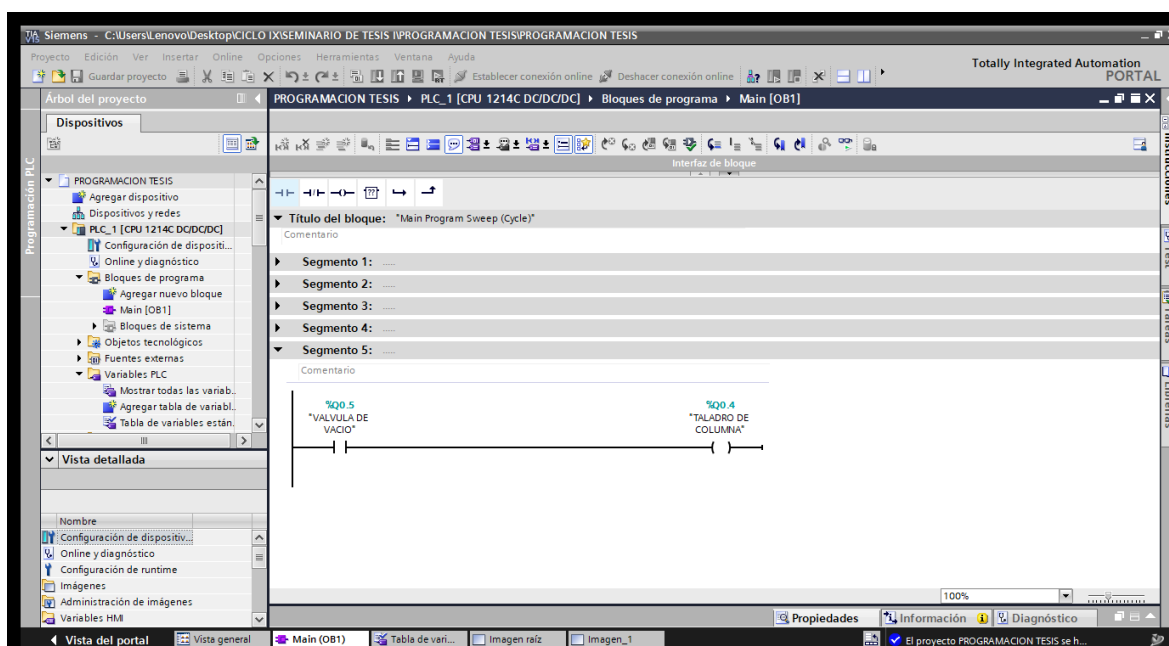 Siemens - C:\Users\Lenovo\Desktop\CICLO IX\SEMINARIO DE TESIS I\PROGRAMACION TESIS\PROGRAMACION TESIS
Proyecto Edición Ver Insertar Online Opciones Herramientas Ventana Ayuda
Totally Integrated Automation
PORTAL
Guardar proyecto
Establecer conexión online
Deshacer conexión online
Árbol del proyecto
PROGRAMACION TESIS PLC_1 [CPU 1214C DC/DC/DC] Bloques de programa Main [OB1]
Dispositivos
Programación PLC
Interfaz de bloque
PROGRAMACION TESIS
Agregar dispositivo
Dispositivos y redes
PLC_1 [CPU 1214C DC/DC/DC]
Configuración de dispositi...
Online y diagnóstico
Bloques de programa
Agregar nuevo bloque
Main [OB1]
Bloques de sistema
Objetos tecnológicos
Fuentes externas
Variables PLC
Mostrar todas las variab..
Agregar tabla de variabl..
Tabla de variables están.
Título del bloque: "Main Program Sweep (Cycle)"
Comentario
Segmento 1: .....
Segmento 2: .....
Segmento 3: .....
Segmento 4: .....
Segmento 5: .....
Comentario
%Q0.5
"VALVULA DE
VACIO"
%Q0.4
"TALADRO DE
COLUMNA"
Vista detallada
Nombre
Configuración de dispositiv...
Online y diagnóstico
Configuración de runtime
Imágenes
Administración de imágenes
Variables HMI
100%
Propiedades
Información
Diagnóstico
Instrucciones
Test
Tareas
Librerías
Vista del portal
Vista general
Main (OB1)
Tabla de vari...
Imagen raíz
Imagen_1
El proyecto PROGRAMACION TESIS se h...